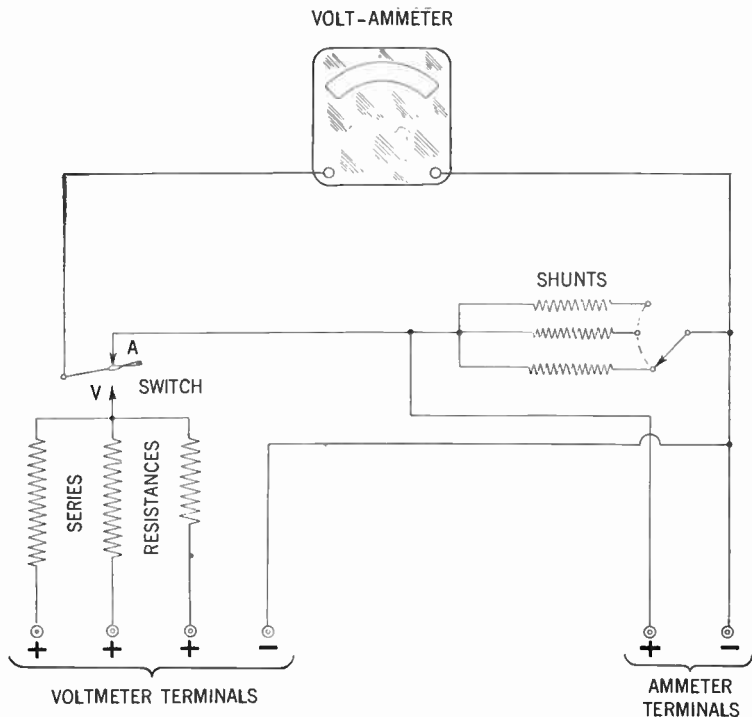 VOLT-AMMETER
SHUNTS
A
V
SWITCH
SERIES
RESISTANCES
+
+
+
−
+
−
VOLTMETER TERMINALS
AMMETER
TERMINALS